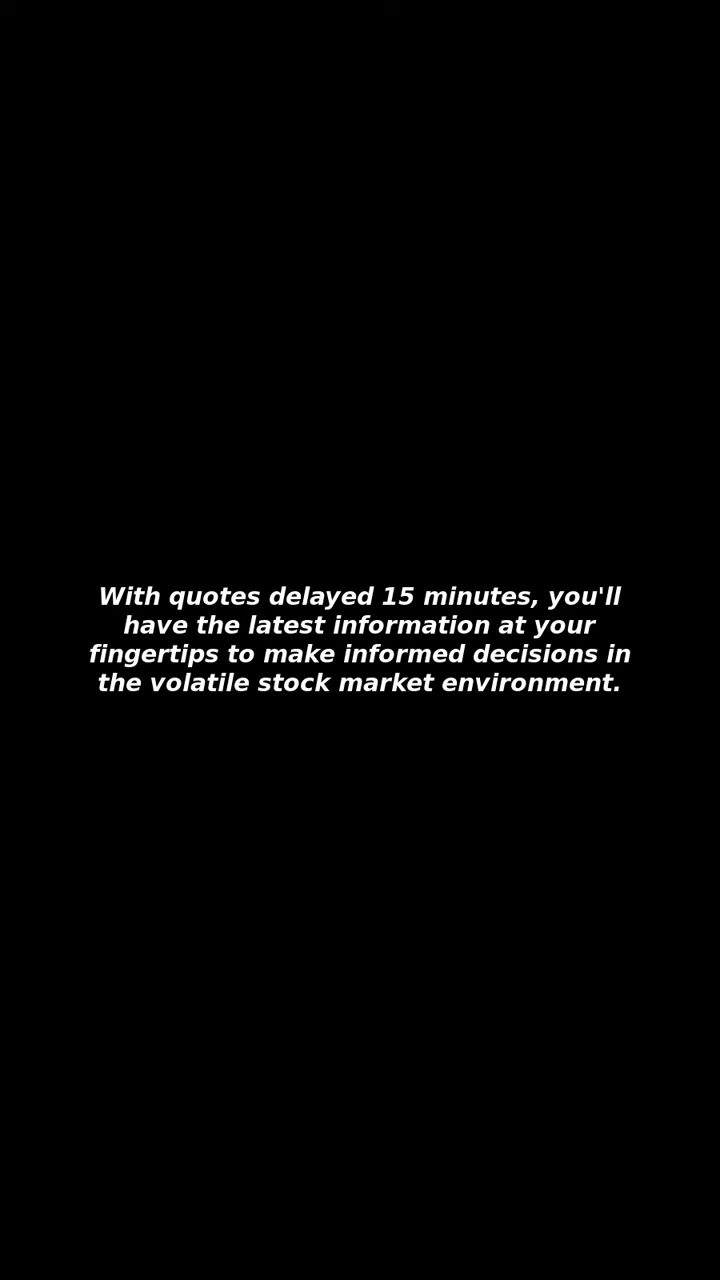 With quotes delayed 15 minutes, you'll
have the latest information at your
fingertips to make informed decisions in
the volatile stock market environment.